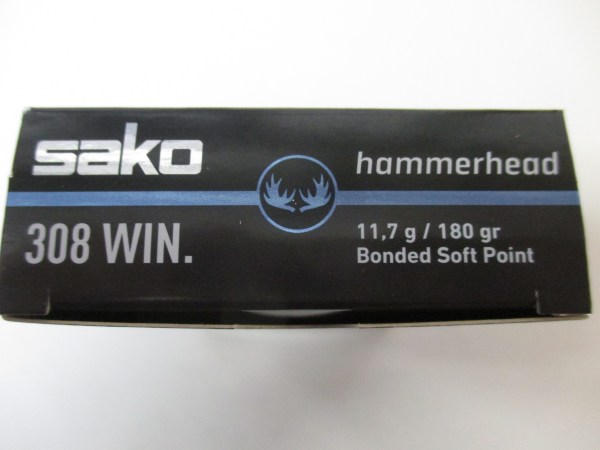 sako
hammerhead
308 WIN.
11,7 g / 180 gr
Bonded Soft Point